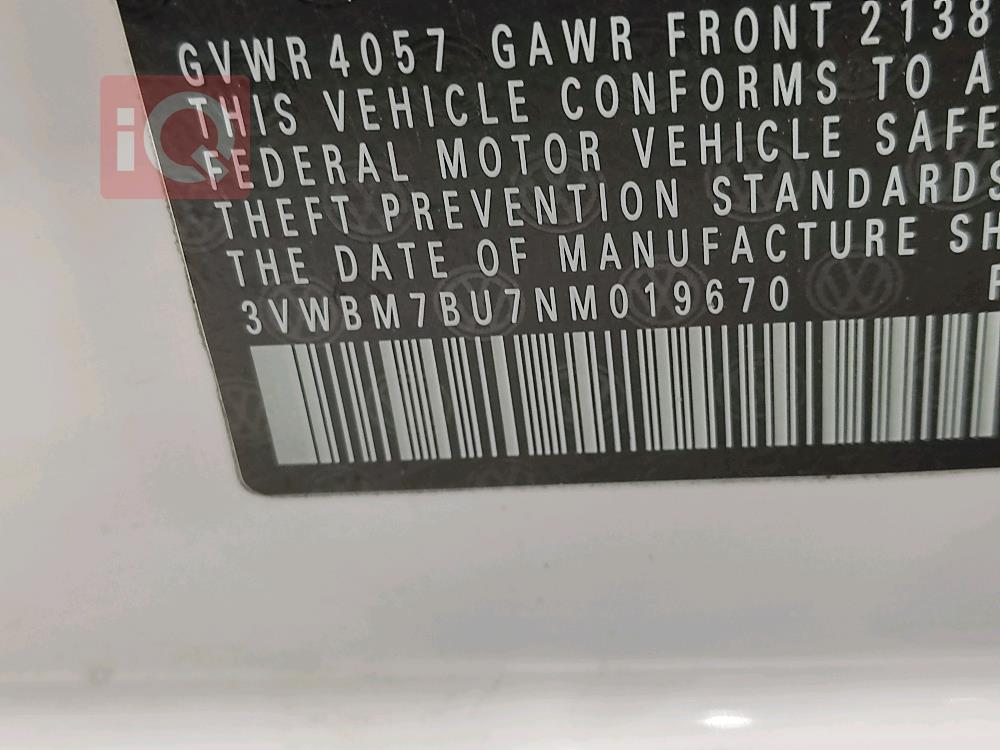 GVWR 4057 GAWR FRONT 2138
THIS VEHICLE CONFORMS TO A
FEDERAL MOTOR VEHICLE SAFE
THEFT PREVENTION STANDARDS
THE DATE OF MANUFACTURE SH
3VWBM7BU7NM019670
iQ